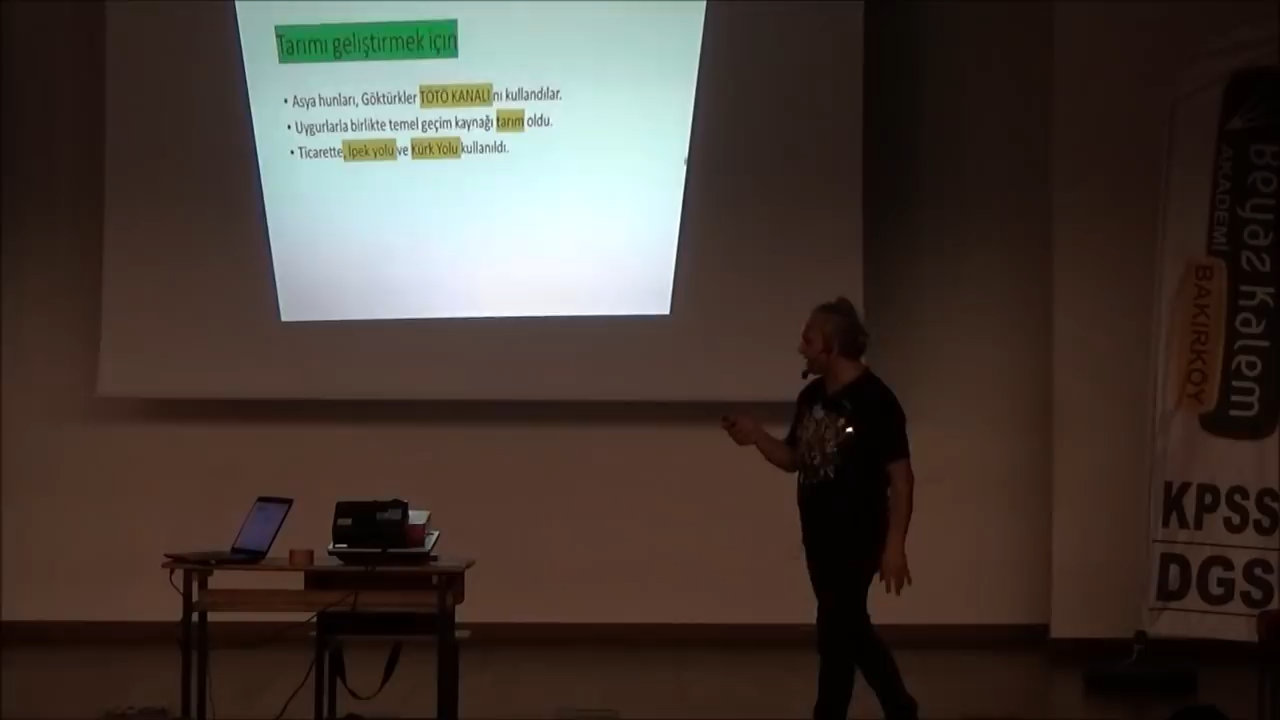 Tarımı geliştirmek için
• Asya hunları, Göktürkler TÖTÖ KANALI nı kullandılar.
• Uygurlarla birlikte temel geçim kaynağı tarım oldu.
• Ticarette, İpek yolu ve Kürk Yolu kullanıldı.
Beyaz Kalem
AKADEMİ
BAKIRKÖY
KPSS
DGS